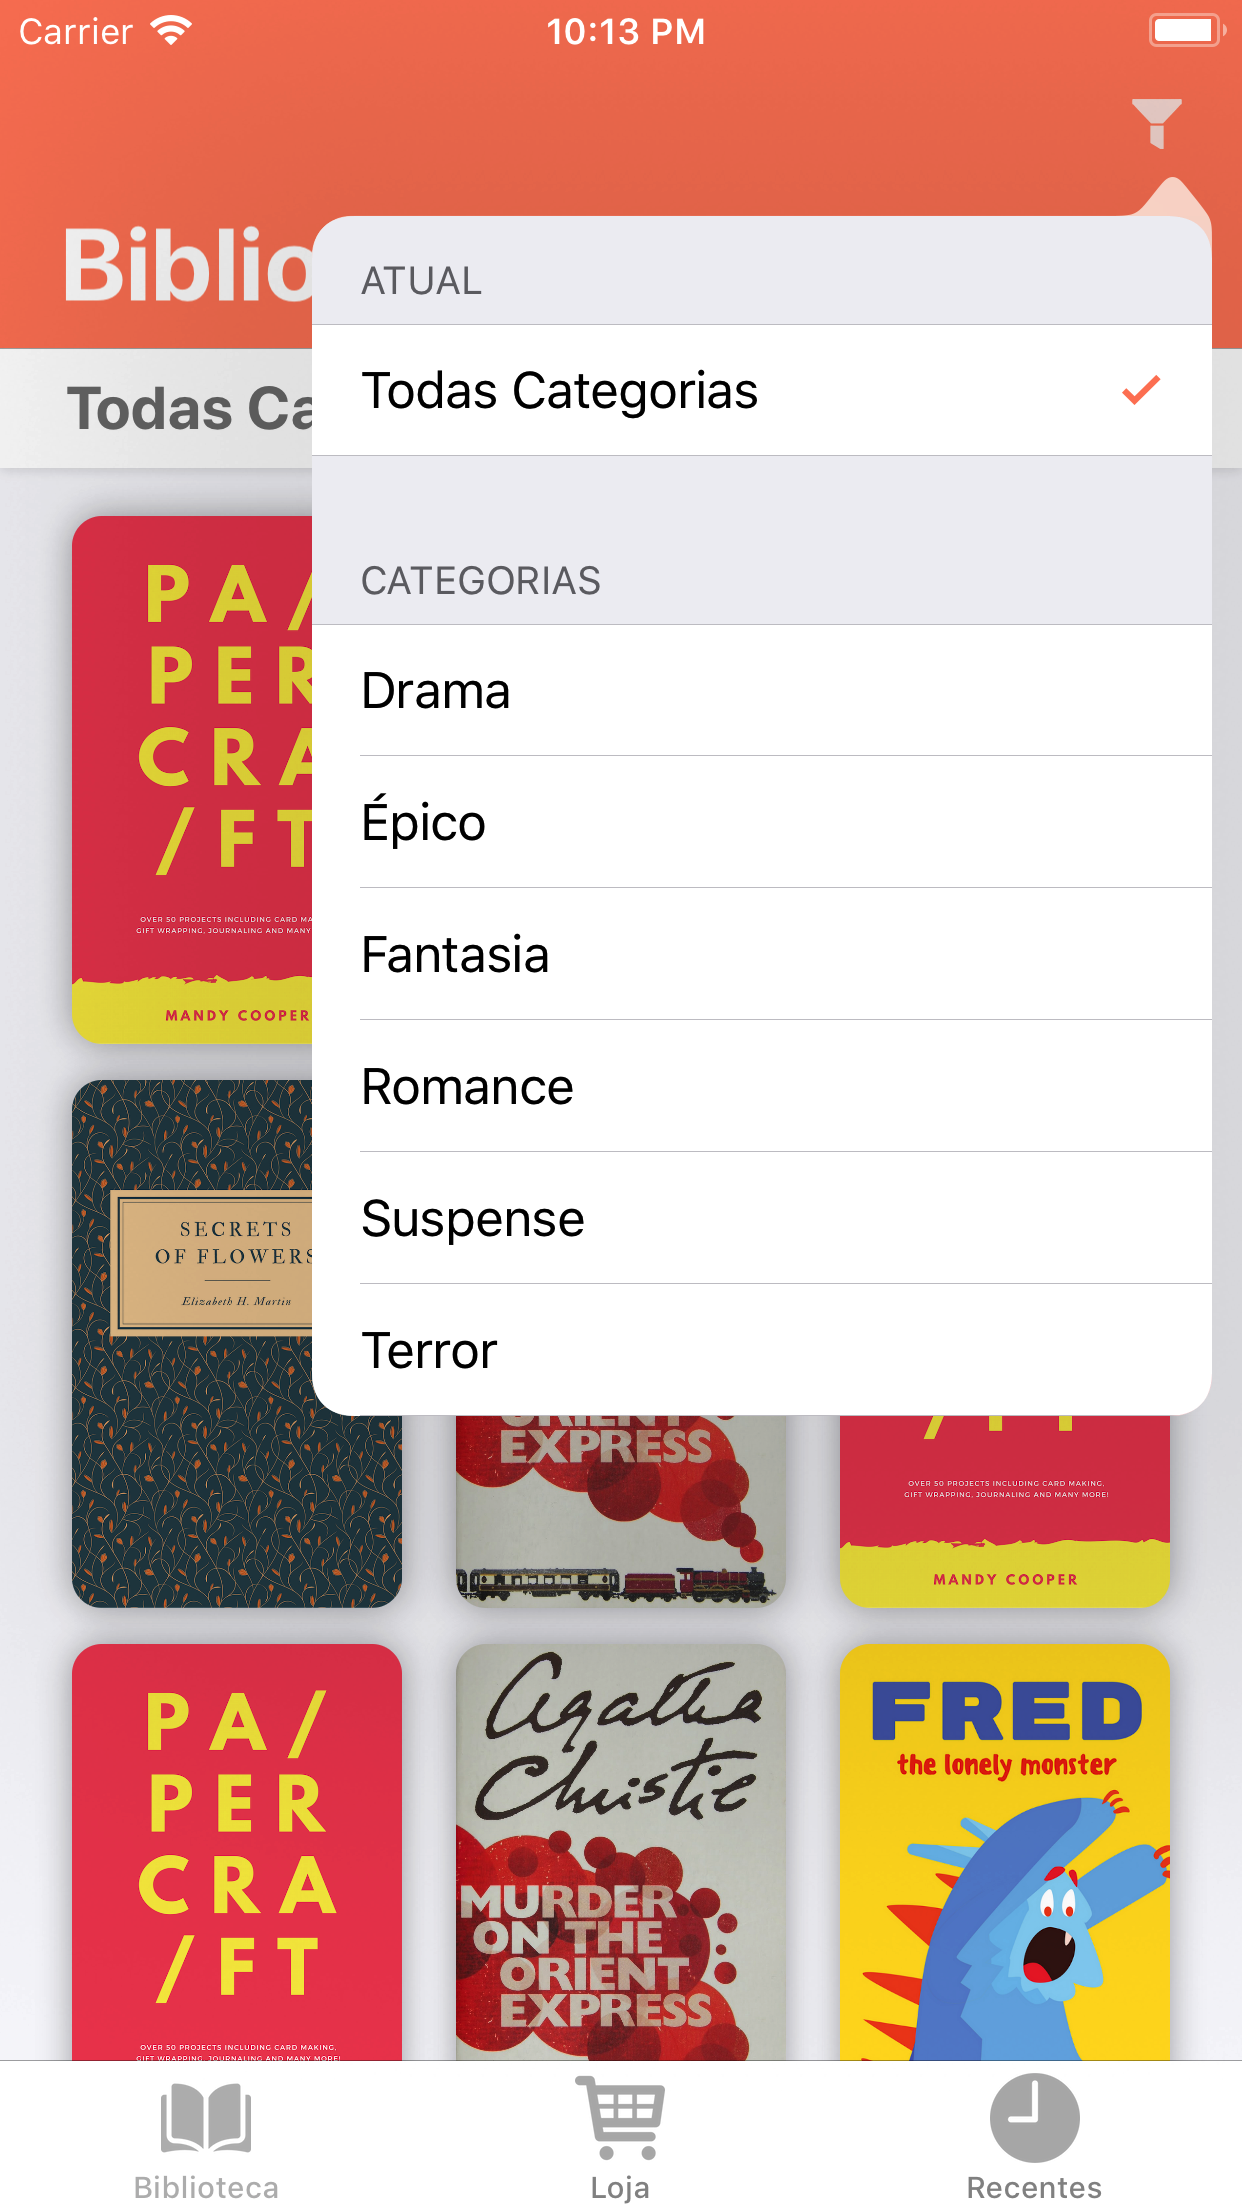 Carrier 10:13 PM
Biblio
Todas Ca
ATUAL
Todas Categorias
CATEGORIAS
Drama
Épico
Fantasia
Romance
Suspense
Terror
PA/
PER
CRA
/FT
OVER 50 PROJECTS INCLUDING CARD MA
GIFT WRAPPING, JOURNALING AND MANY
MANDY COOPER
SECRETS
OF FLOWERS
Elizabeth H. Martin
ORIENT
EXPRESS
/FT
OVER 50 PROJECTS INCLUDING CARD MAKING,
GIFT WRAPPING, JOURNALING AND MANY MORE!
MANDY COOPER
PA/
PER
CRA
/FT
OVER 50 PROJECTS INCLUDING CARD MAKING,
GIFT WRAPPING, JOURNALING AND MANY MORE!
Agatha
Christie
MURDER
ON THE
ORIENT
EXPRESS
FRED
the lonely monster
Biblioteca
Loja
Recentes